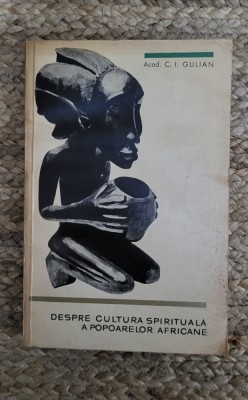 Acad. C. I. GULIAN
DESPRE CULTURA SPIRITUALĂ
A POPOARELOR AFRICANE